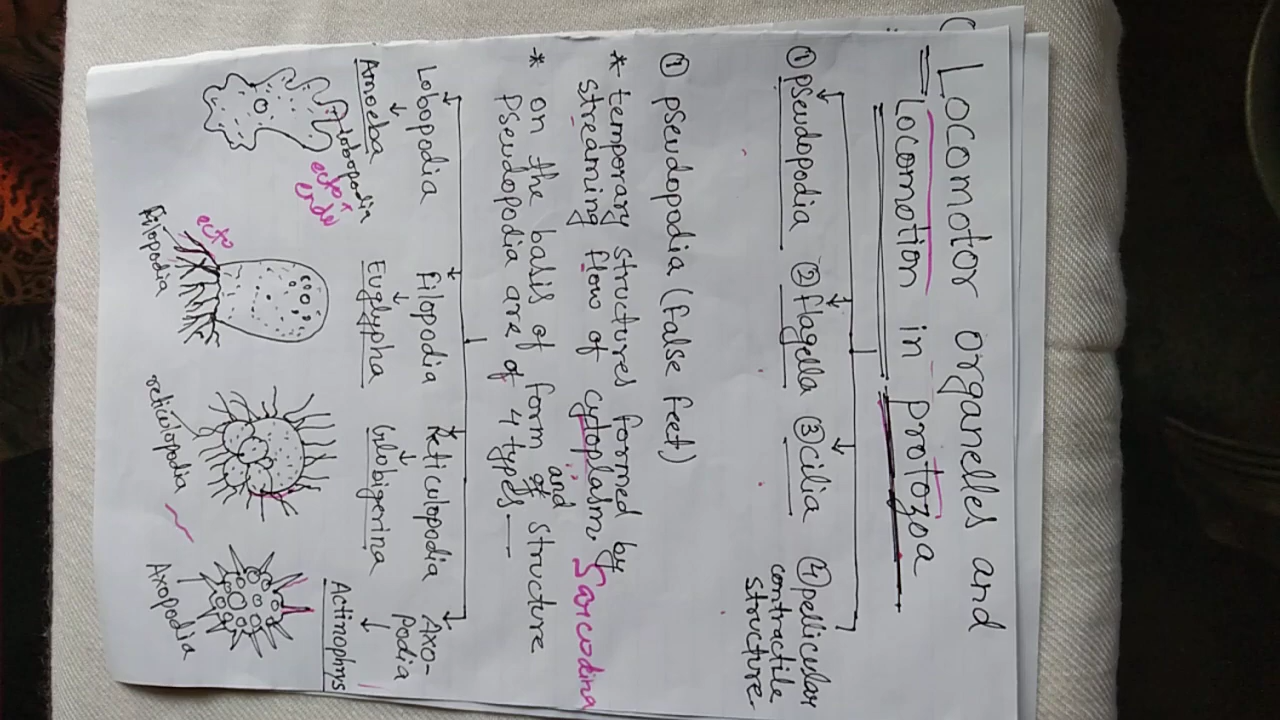 Locomotor organelles and
Locomotion in protozoa
① pseudopodia ② flagella ③ cilia ④ pellicular
contractile
structure
① pseudopodia (false feet)
* temporary structures formed by
streaming flow of cytoplasm. Sarcodina
* on the basis of form and structure
and of
Pseudopodia are of 4 types—
Lobopodia Filopodia Reticulopodia Axo-
podia
Amoeba Euglypha Globigerina Actinophrys
lobopodia
ecto+
endo
ecto
filopodia
reticulopodia
Axopodia